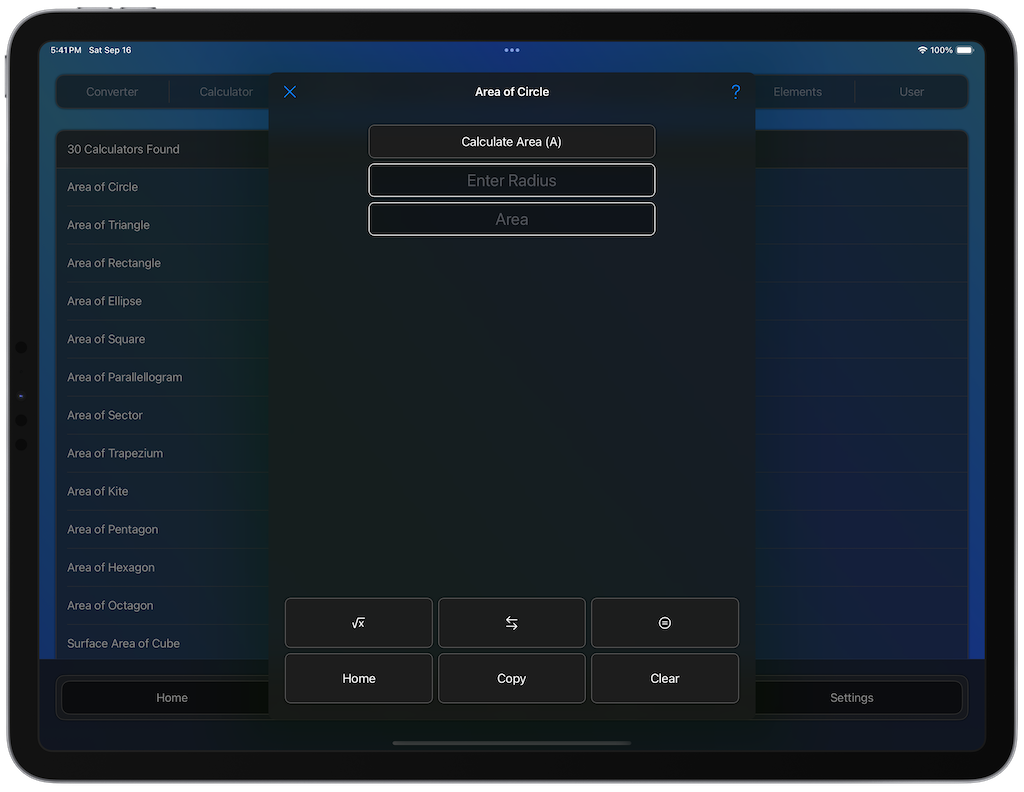 5:41 PM Sat Sep 16
100%
Converter
Calculator
Elements
User
Area of Circle
?
Calculate Area (A)
Enter Radius
Area
30 Calculators Found
Area of Circle
Area of Triangle
Area of Rectangle
Area of Ellipse
Area of Square
Area of Parallellogram
Area of Sector
Area of Trapezium
Area of Kite
Area of Pentagon
Area of Hexagon
Area of Octagon
Surface Area of Cube
√x
Home
Copy
Clear
Home
Settings